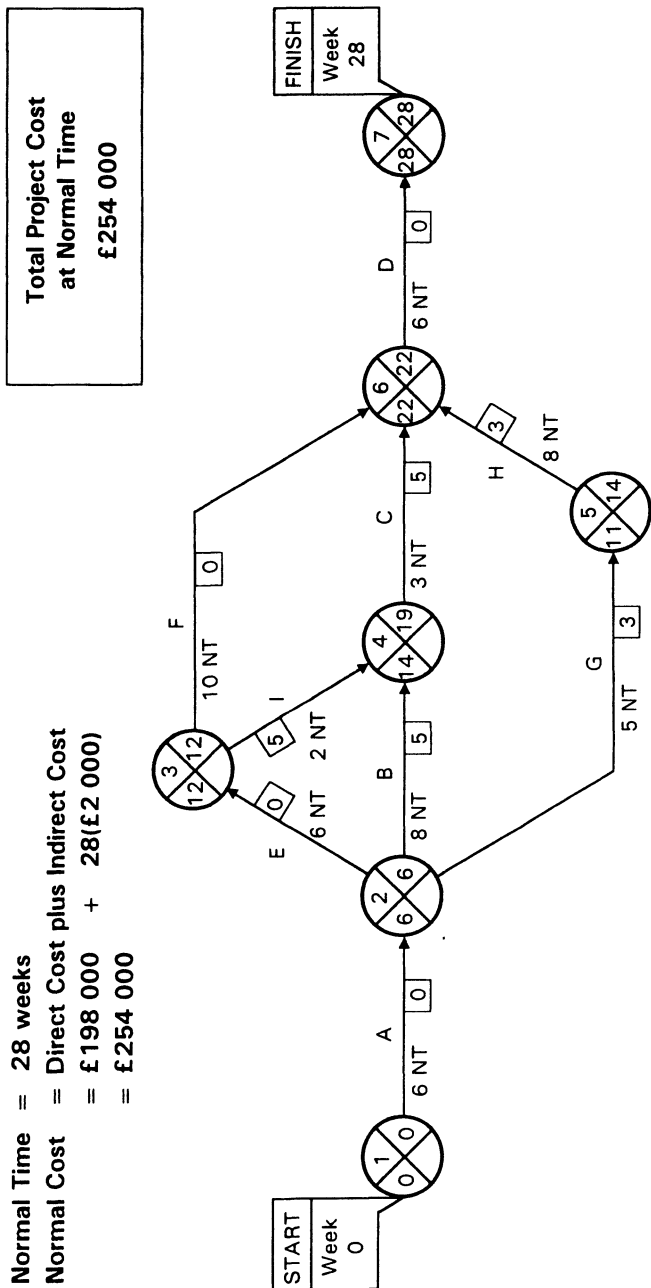 Normal Time = 28 weeks
Normal Cost = Direct Cost plus Indirect Cost
= £198 000 + 28(£2 000)
= £254 000
Total Project Cost
at Normal Time
£254 000
START
Week
0
1
0 0
A
6 NT
0
2
6 6
E
6 NT
0
3
12 12
F
10 NT
0
I
5
2 NT
B
8 NT
5
4
14 19
C
3 NT
5
G
5 NT
3
5
11 14
H
3
8 NT
6
22 22
D
6 NT
0
7
28 28
FINISH
Week
28